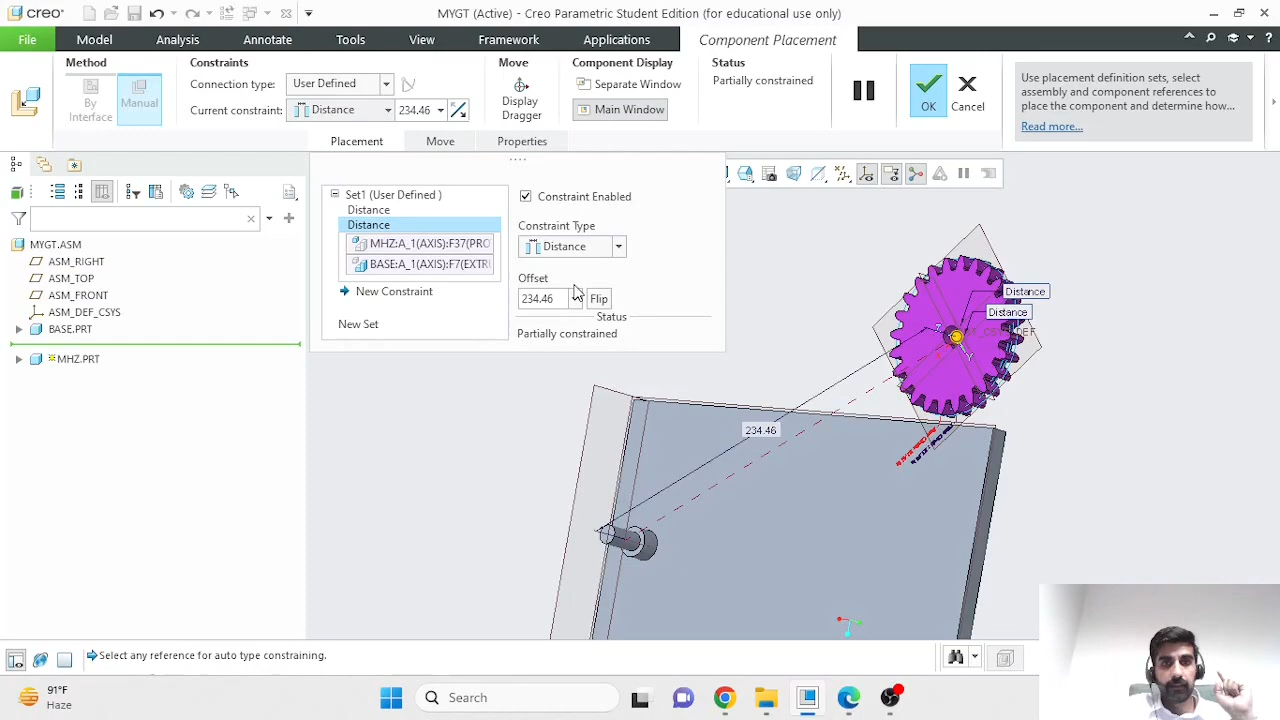 creo
MYGT (Active) - Creo Parametric Student Edition (for educational use only)
File Model Analysis Annotate Tools View Framework Applications Component Placement
Method Constraints Move Component Display Status
By Interface
Manual
Connection type: User Defined
Current constraint: Distance 234.46
Display Dragger
Separate Window
Main Window
Partially constrained
OK
Cancel
Use placement definition sets, select
assembly and component references to
place the component and determine how...
Read more...
Placement Move Properties
Set1 (User Defined )
Distance
Distance
MHZ:A_1(AXIS):F37(PRO
BASE:A_1(AXIS):F7(EXTRU
New Constraint
New Set
Constraint Enabled
Constraint Type
Distance
Offset
234.46 Flip
Status
Partially constrained
MYGT.ASM
ASM_RIGHT
ASM_TOP
ASM_FRONT
ASM_DEF_CSYS
BASE.PRT
MHZ.PRT
Distance
Distance
Z
Y
234.46
Select any reference for auto type constraining.
91°F
Haze
Search